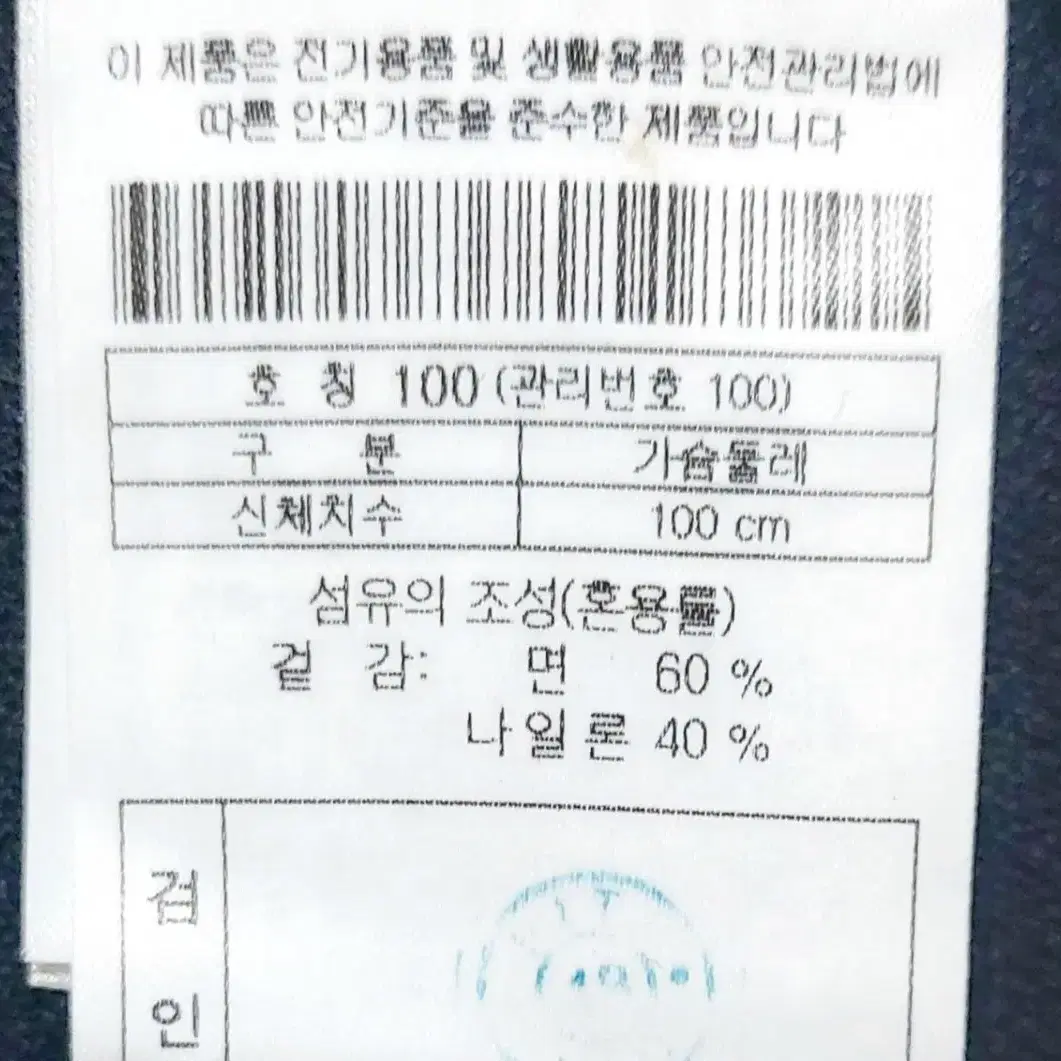 이 제품은 전기용품 및 생활용품 안전관리법에
따른 안전기준을 준수한 제품입니다
호 칭 100 (관리번호 100)
구 분 가슴둘레
신체치수 100 cm
섬유의 조성(혼용률)
겉 감: 면 60 %
나일론 40 %
검
인